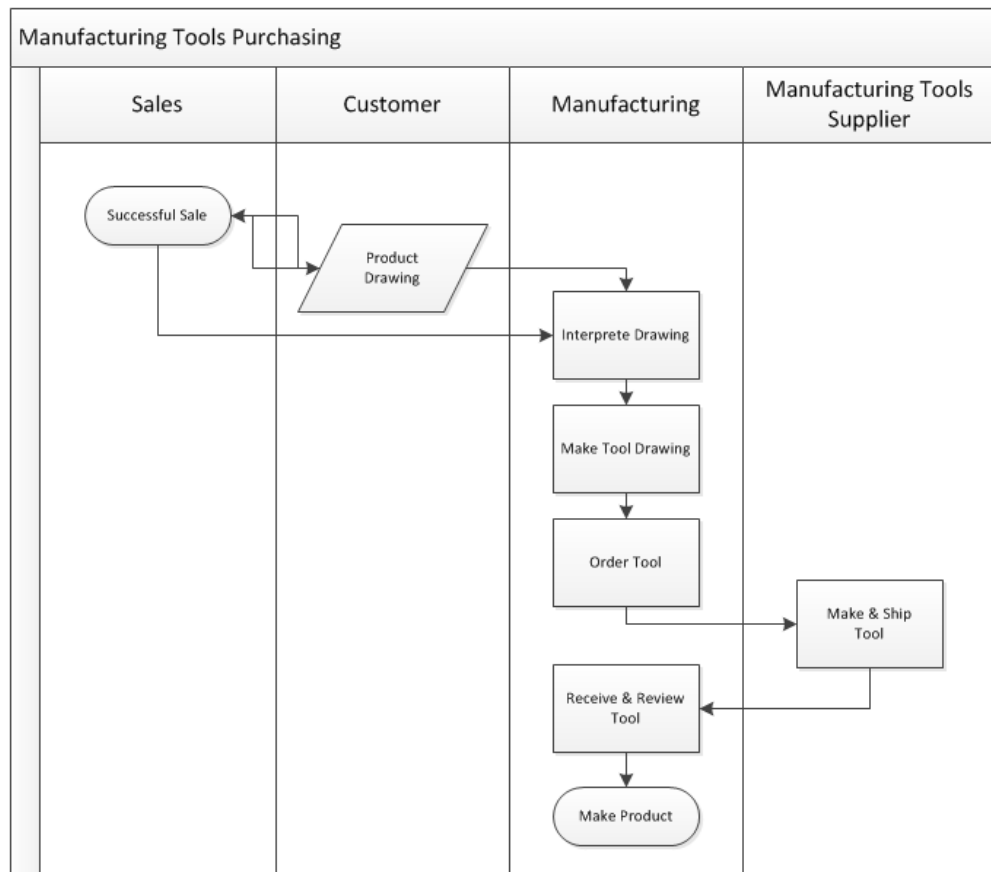 Manufacturing Tools Purchasing
Sales
Customer
Manufacturing
Manufacturing Tools
Supplier
Successful Sale
Product
Drawing
Interprete Drawing
Make Tool Drawing
Order Tool
Make & Ship
Tool
Receive & Review
Tool
Make Product